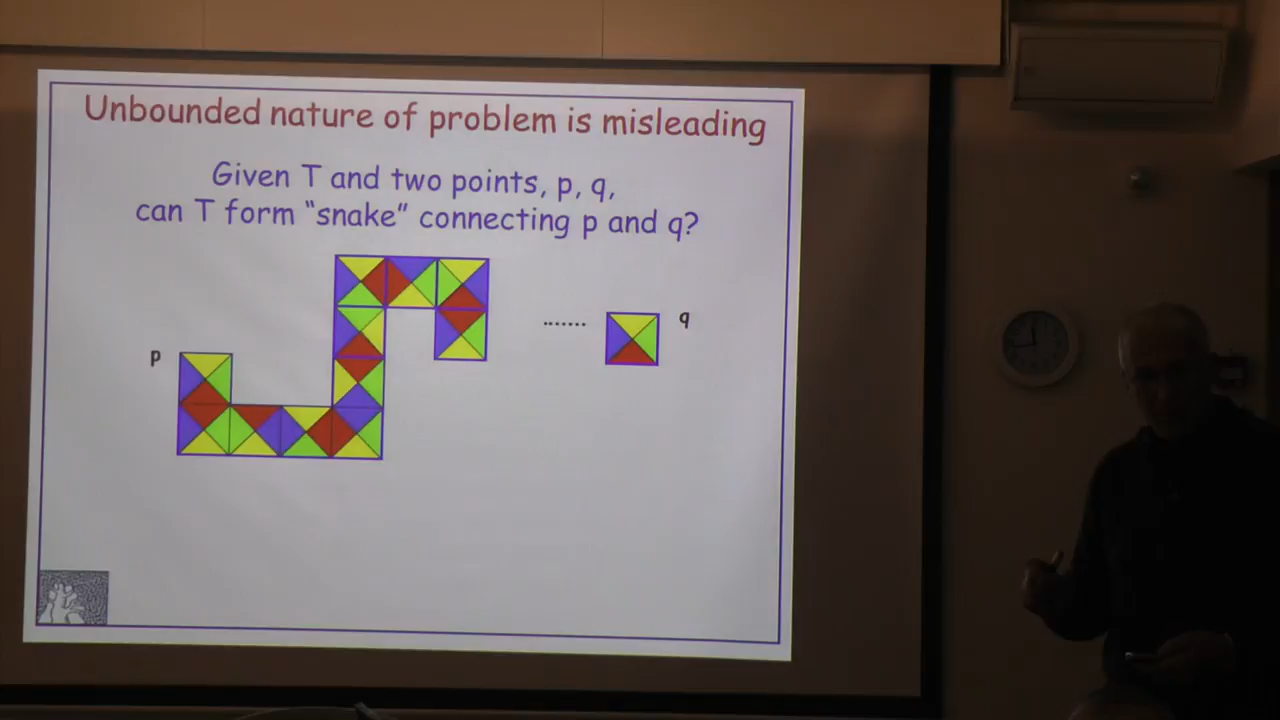 Unbounded nature of problem is misleading
Given T and two points, p, q,
can T form "snake" connecting p and q?
p
....... q